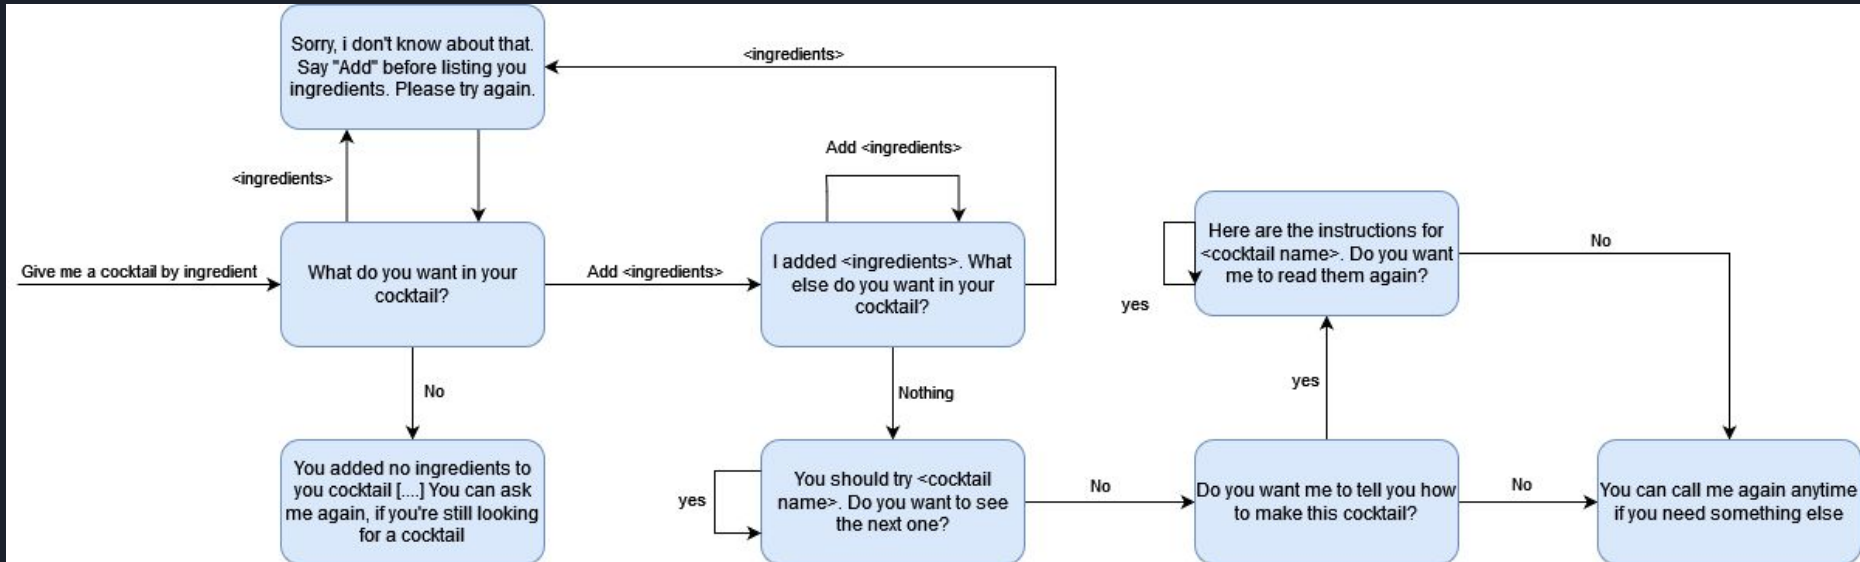 Sorry, i don't know about that.
Say "Add" before listing you
ingredients. Please try again.
<ingredients>
Add <ingredients>
<ingredients>
Give me a cocktail by ingredient
What do you want in your
cocktail?
Add <ingredients>
I added <ingredients>. What
else do you want in your
cocktail?
Here are the instructions for
<cocktail name>. Do you want
me to read them again?
No
yes
yes
No
Nothing
You added no ingredients to
you cocktail [....] You can ask
me again, if you're still looking
for a cocktail
yes
You should try <cocktail
name>. Do you want to see
the next one?
No
Do you want me to tell you how
to make this cocktail?
No
You can call me again anytime
if you need something else